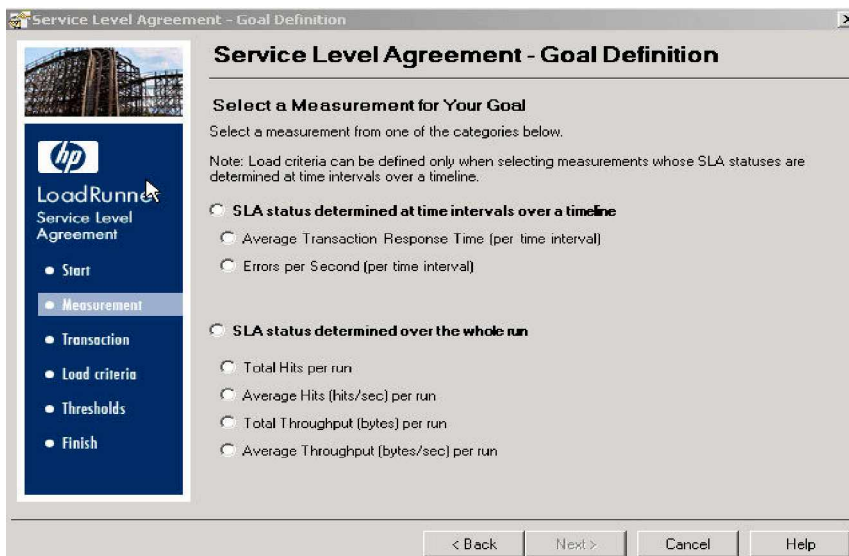 Service Level Agreement - Goal Definition
Service Level Agreement - Goal Definition
hp
LoadRunner
Service Level
Agreement
Start
Measurement
Transaction
Load criteria
Thresholds
Finish
Select a Measurement for Your Goal
Select a measurement from one of the categories below.
Note: Load criteria can be defined only when selecting measurements whose SLA statuses are
determined at time intervals over a timeline.
SLA status determined at time intervals over a timeline
Average Transaction Response Time (per time interval)
Errors per Second (per time interval)
SLA status determined over the whole run
Total Hits per run
Average Hits (hits/sec) per run
Total Throughput (bytes) per run
Average Throughput (bytes/sec) per run
< Back
Next >
Cancel
Help